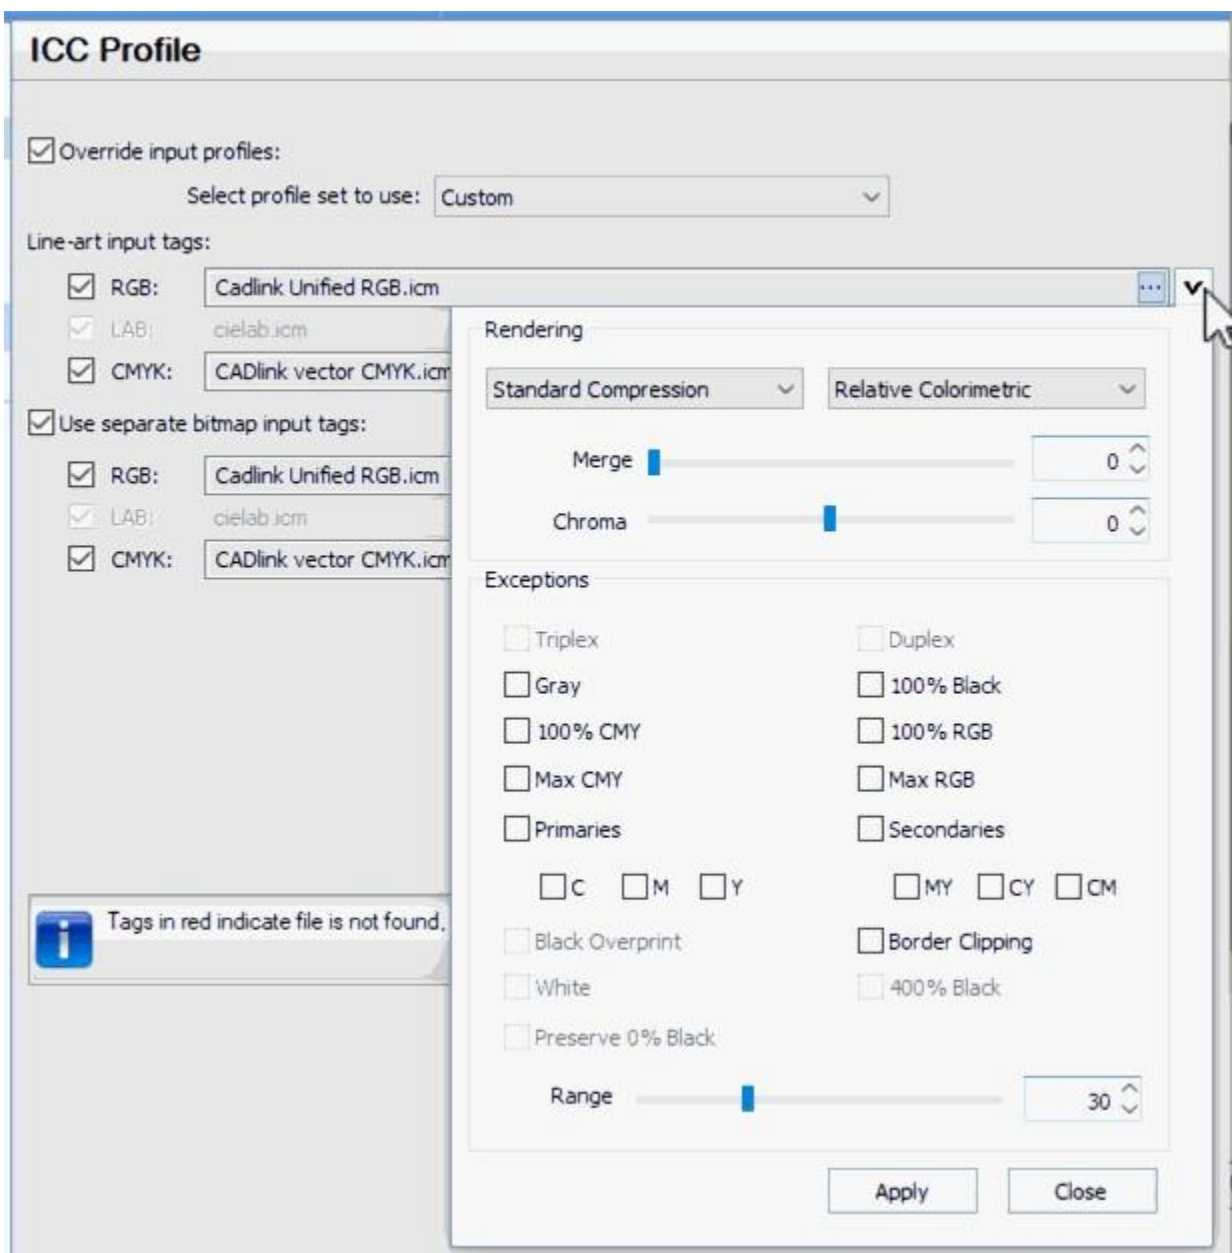 ICC Profile
Override input profiles:
Select profile set to use: Custom
Line-art input tags:
RGB: Cadlink Unified RGB.icm ...
LAB: cielab.icm
CMYK: CADlink vector CMYK.icm
Use separate bitmap input tags:
RGB: Cadlink Unified RGB.icm
LAB: cielab.icm
CMYK: CADlink vector CMYK.icm
Tags in red indicate file is not found,
Rendering
Standard Compression Relative Colorimetric
Merge 0
Chroma 0
Exceptions
Triplex Duplex
Gray 100% Black
100% CMY 100% RGB
Max CMY Max RGB
Primaries Secondaries
C M Y MY CY CM
Black Overprint Border Clipping
White 400% Black
Preserve 0% Black
Range 30
Apply Close